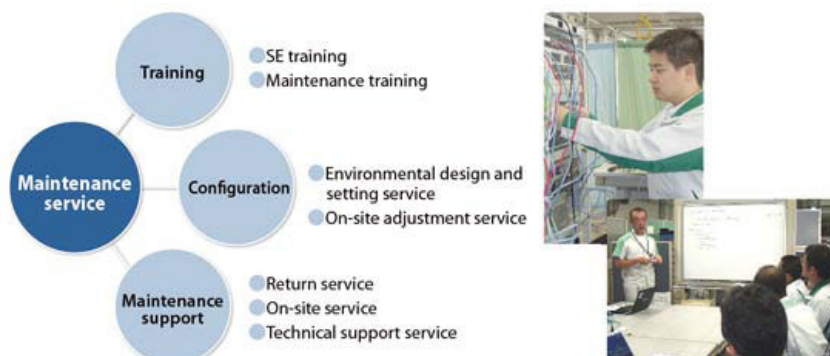 Training
SE training
Maintenance training
Maintenance
service
Configuration
Environmental design and
setting service
On-site adjustment service
Maintenance
support
Return service
On-site service
Technical support service